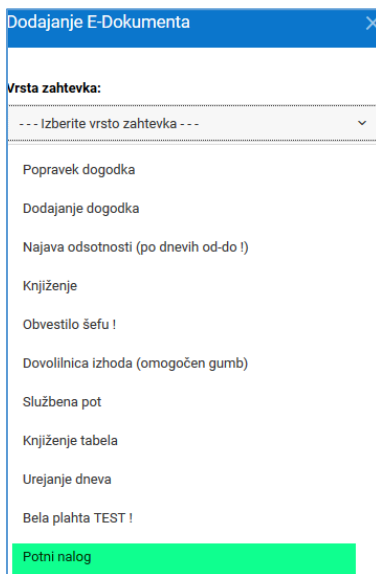 Dodajanje E-Dokumenta
Vrsta zahtevka:
- - - Izberite vrsto zahtevka - - -
Popravek dogodka
Dodajanje dogodka
Najava odsotnosti (po dnevih od-do !)
Knjiženje
Obvestilo šefu !
Dovolilnica izhoda (omogočen gumb)
Službena pot
Knjiženje tabela
Urejanje dneva
Bela plahta TEST !
Potni nalog